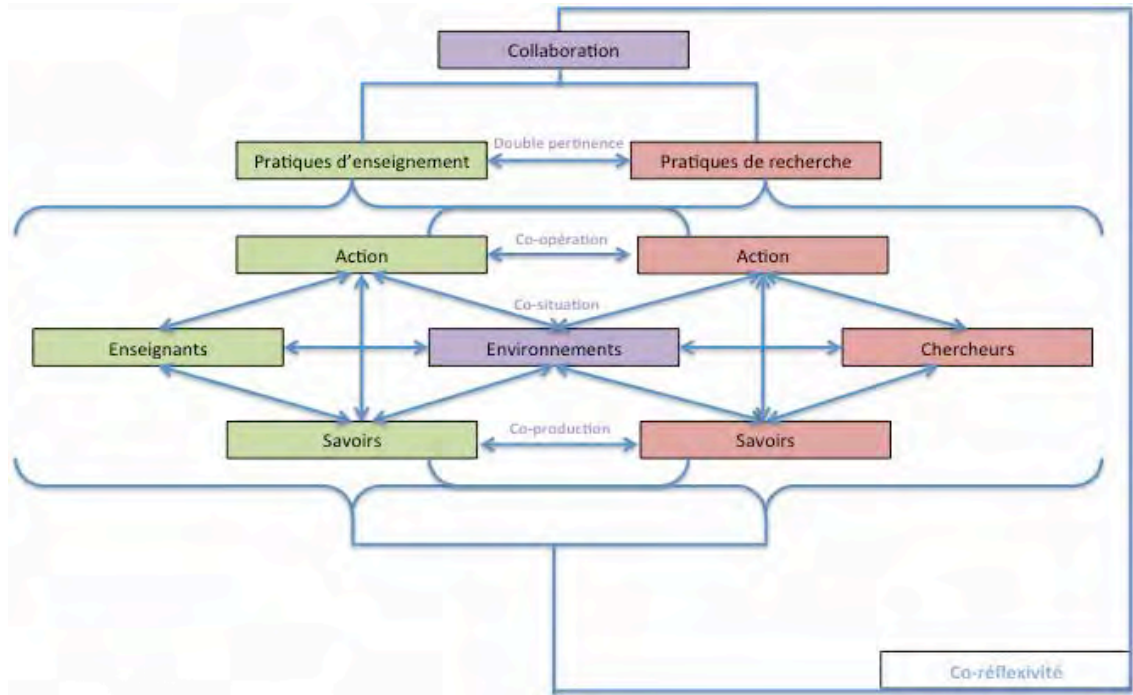 Collaboration
Double pertinence
Pratiques d'enseignement
Pratiques de recherche
Co-opération
Action
Action
Co-situation
Enseignants
Environnements
Chercheurs
Co-production
Savoirs
Savoirs
Co-réflexivité